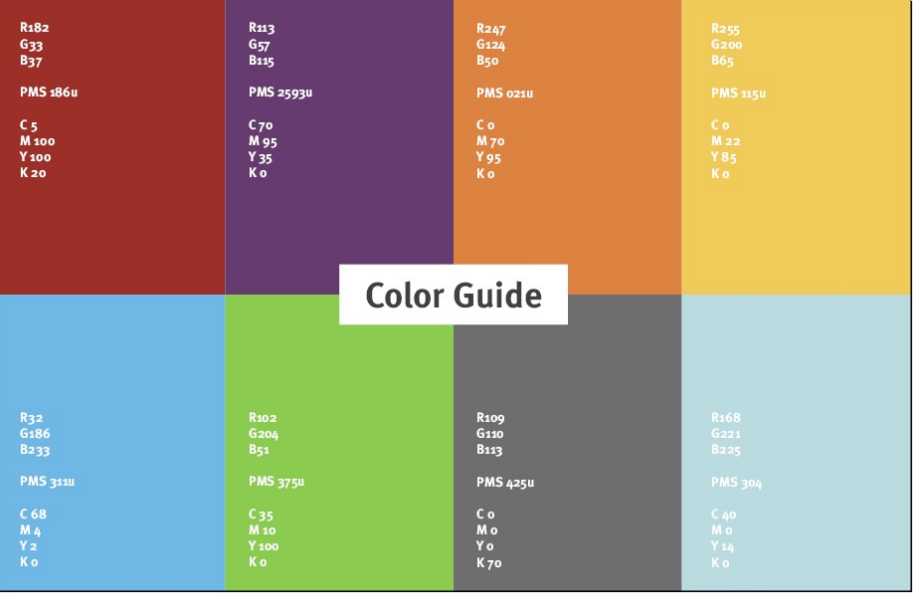 R182
G33
B37
PMS 186u
C 5
M 100
Y 100
K 20
R113
G57
B115
PMS 2593u
C 70
M 95
Y 35
K 0
R247
G124
B50
PMS 021u
C 0
M 70
Y 95
K 0
R255
G200
B65
PMS 115u
C 0
M 22
Y 85
K 0
Color Guide
R32
G186
B233
PMS 311u
C 68
M 4
Y 2
K 0
R102
G204
B51
PMS 375u
C 35
M 10
Y 100
K 0
R109
G110
B113
PMS 425u
C 0
M 0
Y 0
K 70
R168
G221
B225
PMS 304
C 40
M 0
Y 14
K 0